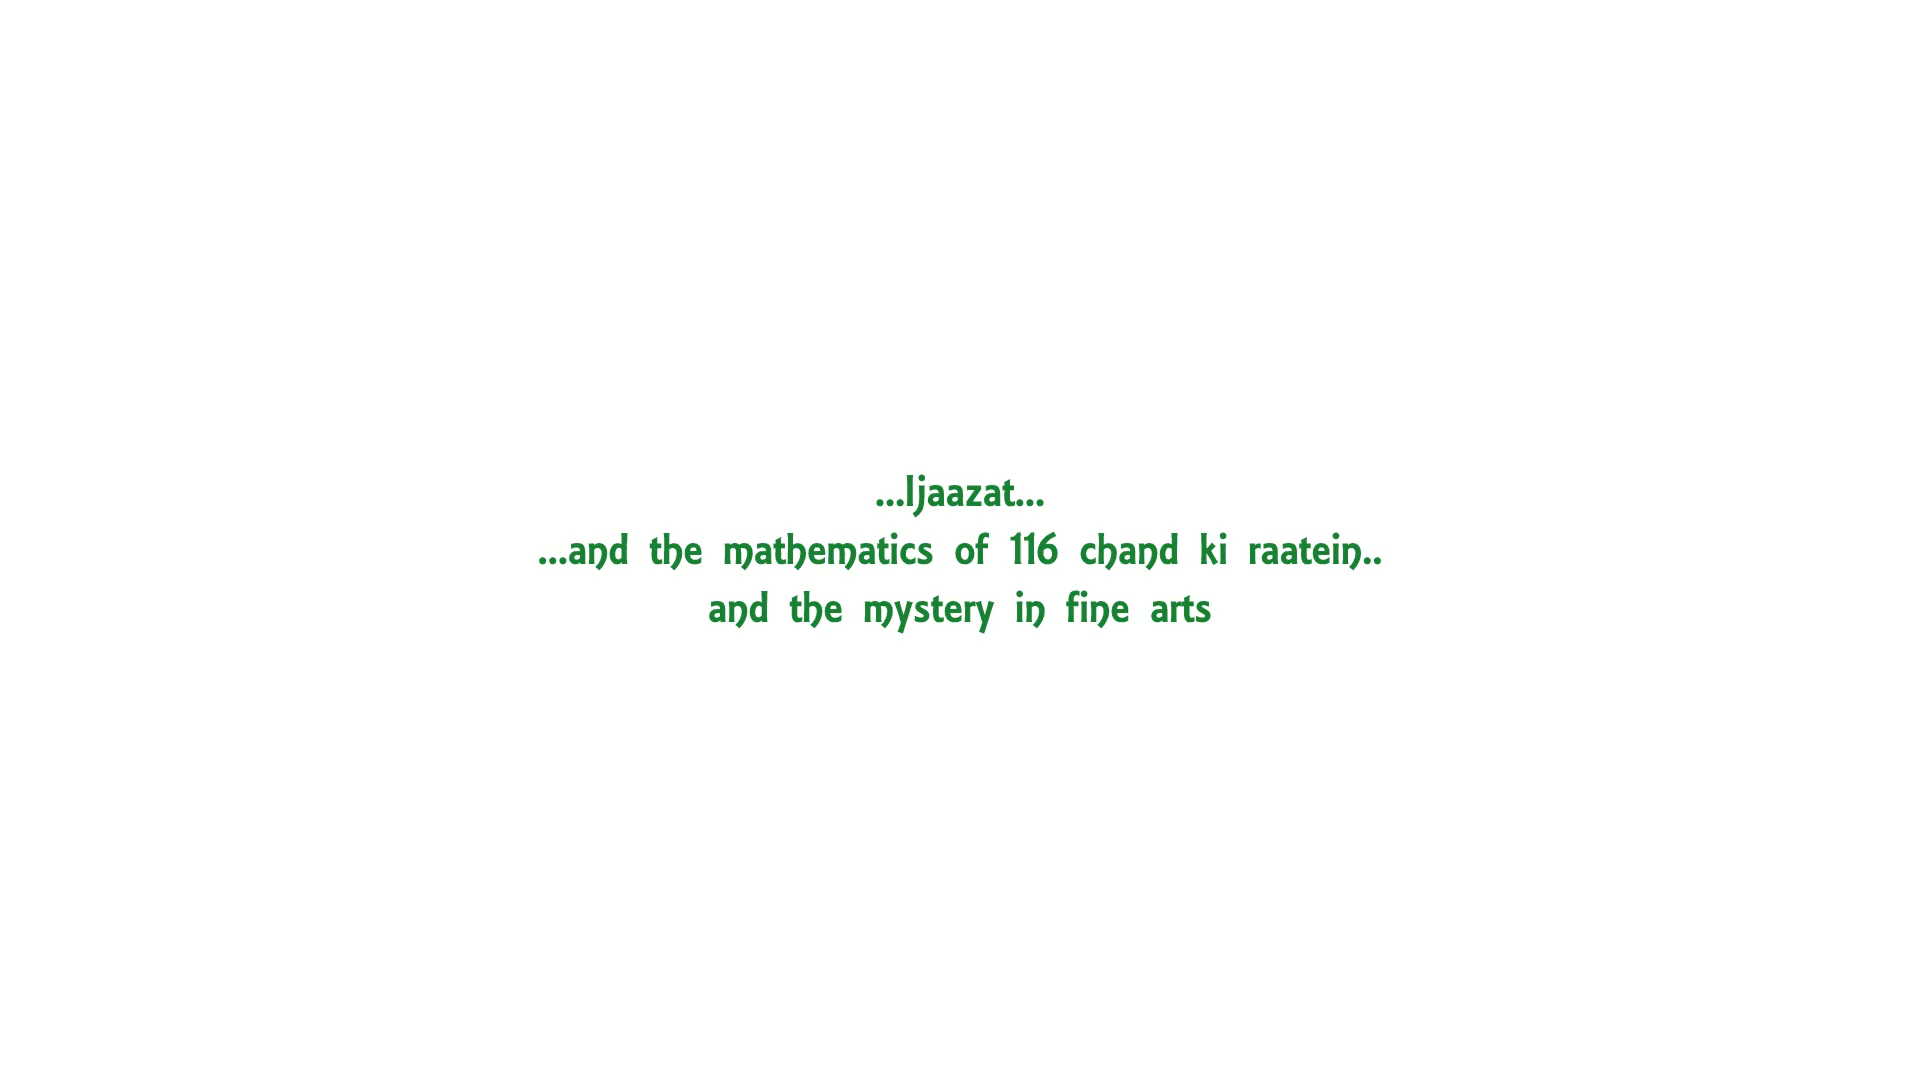 ...Ijaazat...
...and the mathematics of 116 chand ki raatein..
and the mystery in fine arts